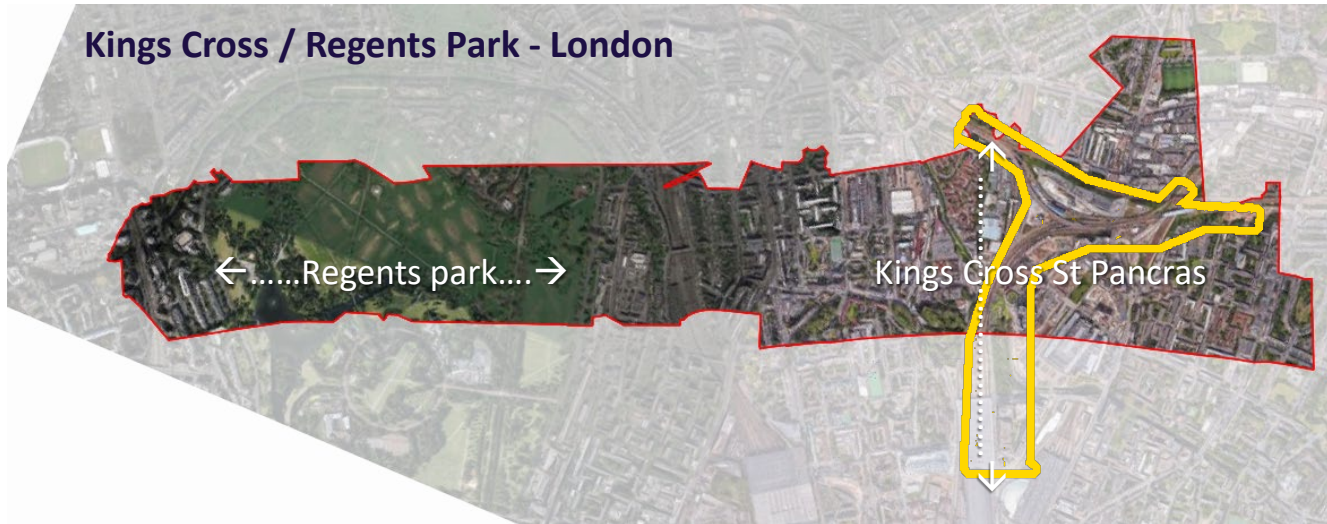 Kings Cross / Regents Park - London
←......Regents park....→
Kings Cross St Pancras